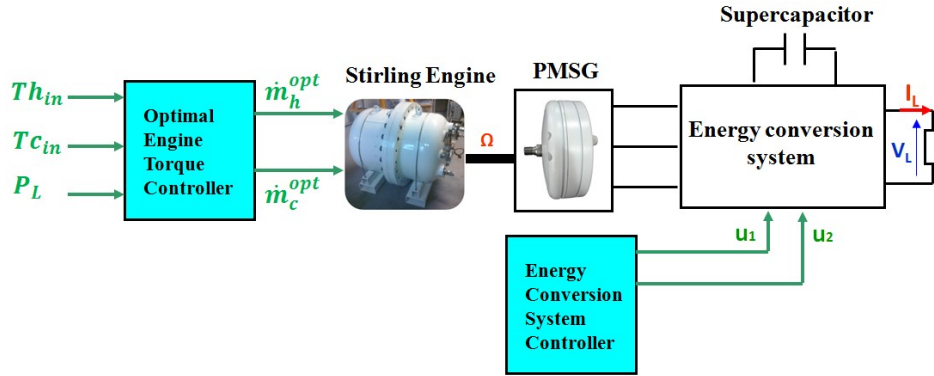 Supercapacitor
Stirling Engine
PMSG
Th_in
Tc_in
P_L
Optimal
Engine
Torque
Controller
ṁ_h^opt
ṁ_c^opt
Ω
Energy conversion
system
I_L
V_L
u₁
u₂
Energy
Conversion
System
Controller